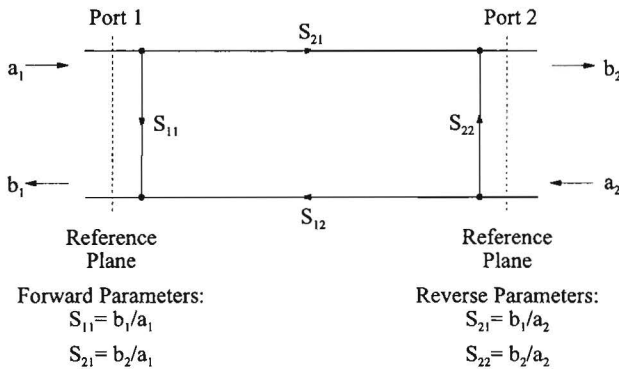 Port 1
Port 2
S21
a1
b2
S11
S22
b1
a2
S12
Reference
Plane
Reference
Plane
Forward Parameters:
S11= b1/a1
S21= b2/a1
Reverse Parameters:
S21= b1/a2
S22= b2/a2